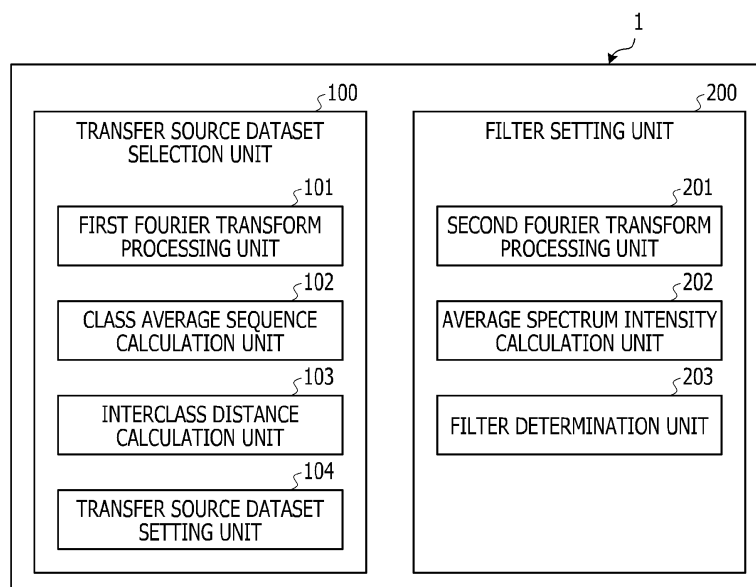 1
100
TRANSFER SOURCE DATASET
SELECTION UNIT
101
FIRST FOURIER TRANSFORM
PROCESSING UNIT
102
CLASS AVERAGE SEQUENCE
CALCULATION UNIT
103
INTERCLASS DISTANCE
CALCULATION UNIT
104
TRANSFER SOURCE DATASET
SETTING UNIT
200
FILTER SETTING UNIT
201
SECOND FOURIER TRANSFORM
PROCESSING UNIT
202
AVERAGE SPECTRUM INTENSITY
CALCULATION UNIT
203
FILTER DETERMINATION UNIT